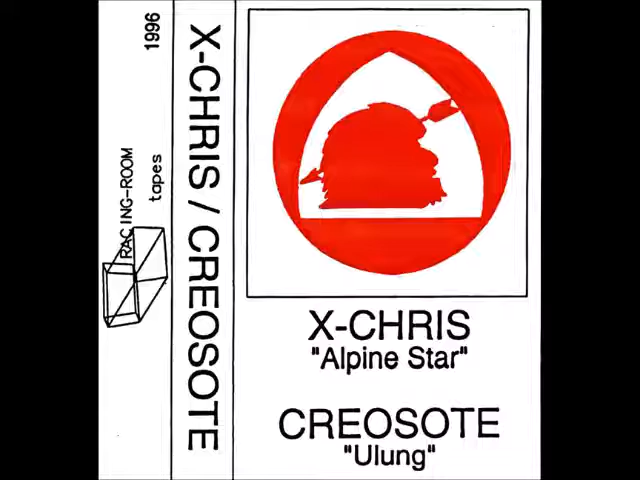 1996
RACING-ROOM
tapes
X-CHRIS / CREOSOTE
X-CHRIS
"Alpine Star"
CREOSOTE
"Ulung"